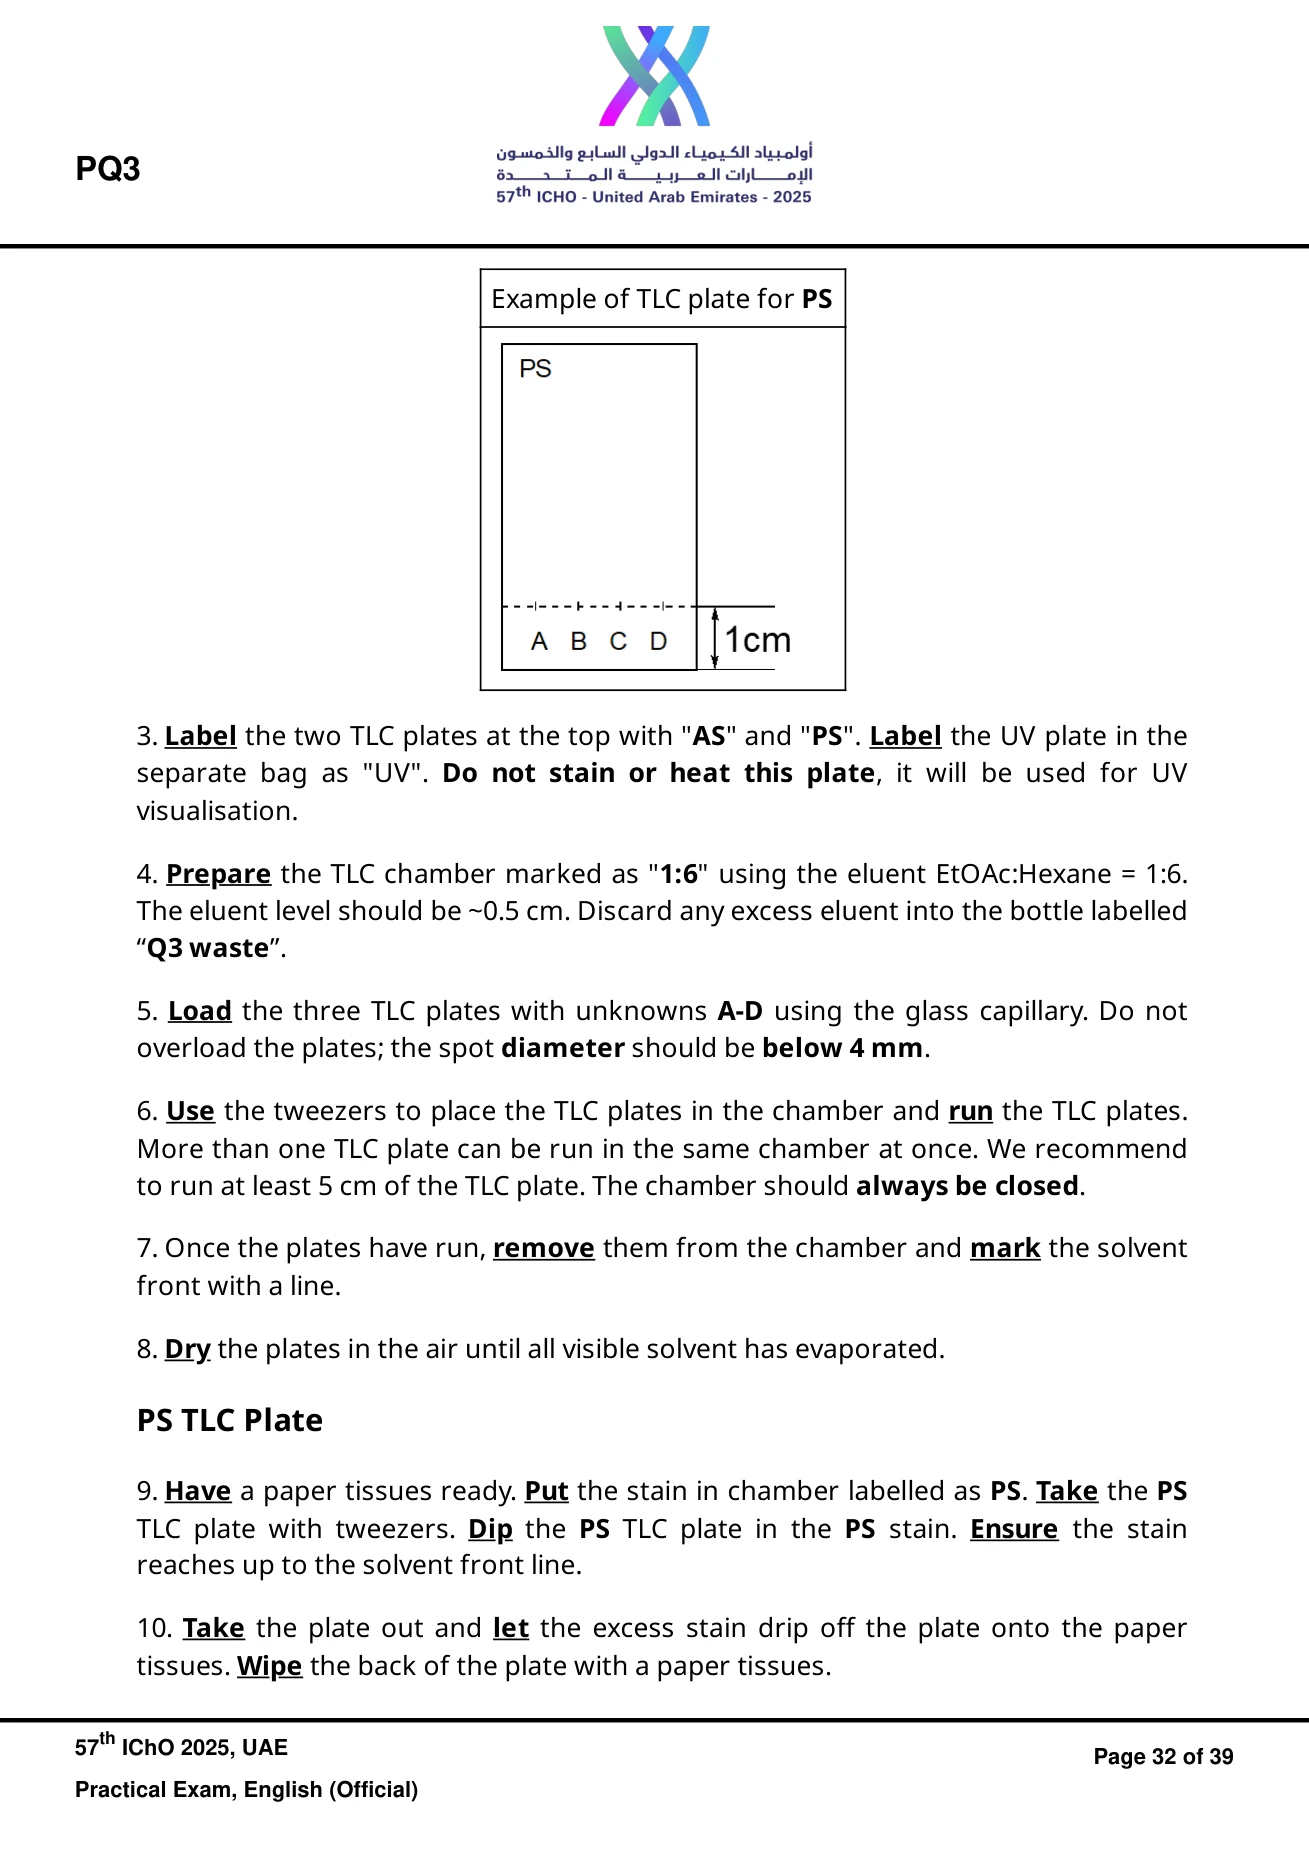 PQ3
أولمبياد الكيمياء الدولي السابع والخمسون
الإمارات العربية المتحدة
57th ICHO - United Arab Emirates - 2025
Example of TLC plate for PS
PS
A B C D
1cm
3. Label the two TLC plates at the top with "AS" and "PS". Label the UV plate in the
separate bag as "UV". Do not stain or heat this plate, it will be used for UV
visualisation.
4. Prepare the TLC chamber marked as "1:6" using the eluent EtOAc:Hexane = 1:6.
The eluent level should be ~0.5 cm. Discard any excess eluent into the bottle labelled
“Q3 waste”.
5. Load the three TLC plates with unknowns A-D using the glass capillary. Do not
overload the plates; the spot diameter should be below 4 mm.
6. Use the tweezers to place the TLC plates in the chamber and run the TLC plates.
More than one TLC plate can be run in the same chamber at once. We recommend
to run at least 5 cm of the TLC plate. The chamber should always be closed.
7. Once the plates have run, remove them from the chamber and mark the solvent
front with a line.
8. Dry the plates in the air until all visible solvent has evaporated.
PS TLC Plate
9. Have a paper tissues ready. Put the stain in chamber labelled as PS. Take the PS
TLC plate with tweezers. Dip the PS TLC plate in the PS stain. Ensure the stain
reaches up to the solvent front line.
10. Take the plate out and let the excess stain drip off the plate onto the paper
tissues. Wipe the back of the plate with a paper tissues.
57th IChO 2025, UAE
Practical Exam, English (Official)
Page 32 of 39